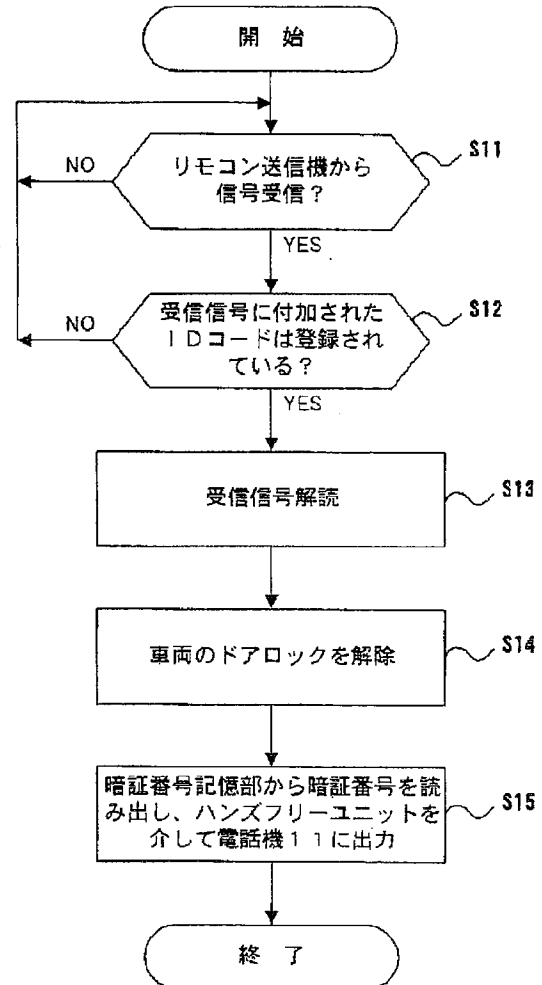 開 始
リモコン送信機から
信号受信?
S11
NO
YES
受信信号に付加された
IDコードは登録され
ている?
S12
NO
YES
受信信号解読
S13
車両のドアロックを解除
S14
暗証番号記憶部から暗証番号を読
み出し、ハンズフリーユニットを
介して電話機11に出力
S15
終 了